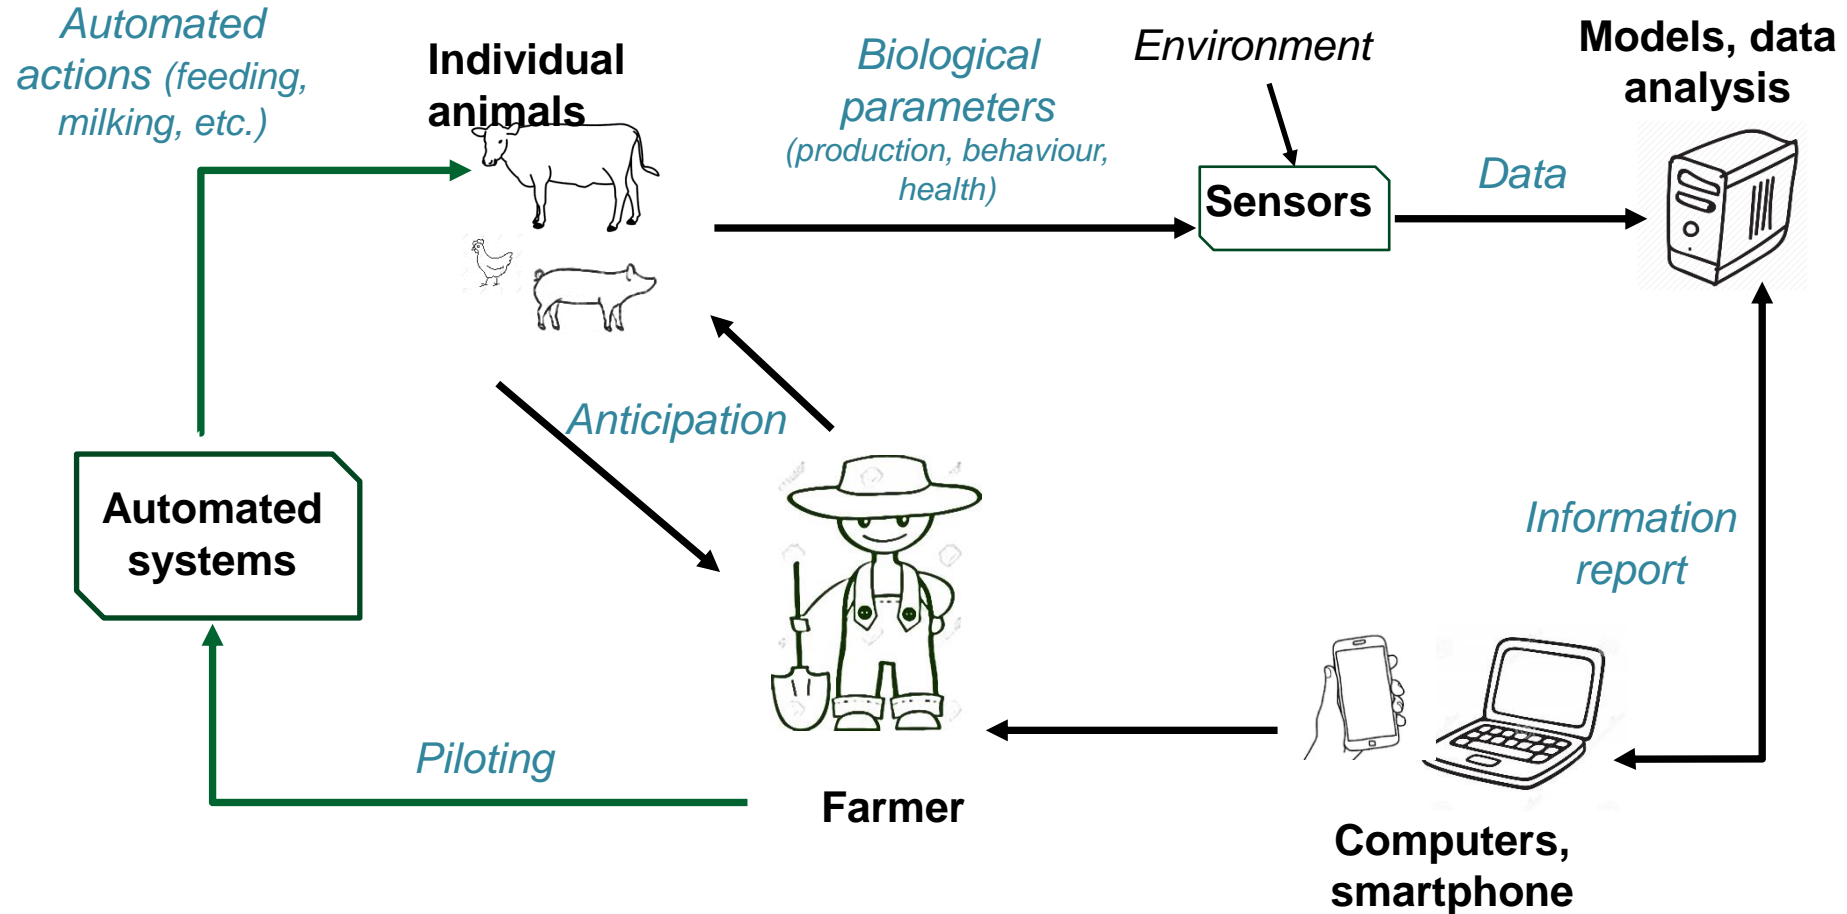 Automated
actions (feeding,
milking, etc.)
Individual
animals
Biological
parameters
(production, behaviour,
health)
Environment
Models, data
analysis
Sensors
Data
Anticipation
Automated
systems
Information
report
Piloting
Farmer
Computers,
smartphone